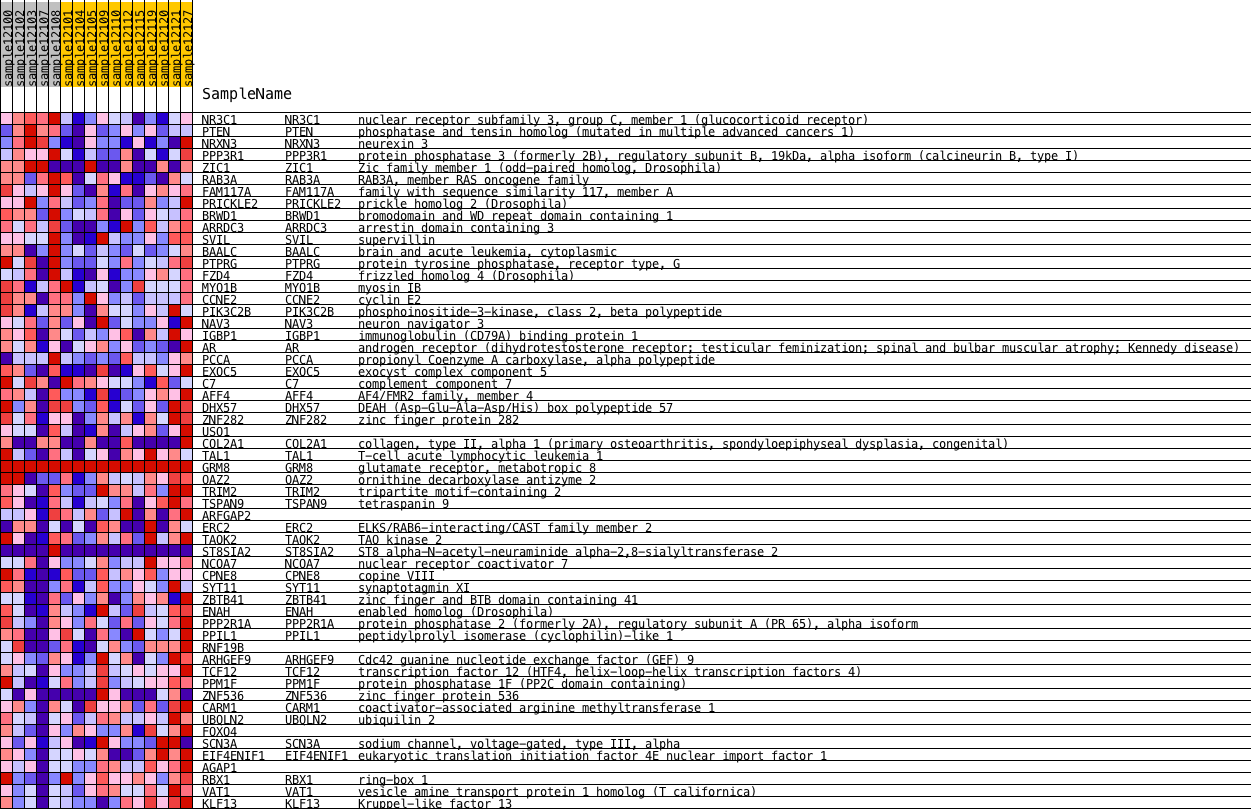 sample12100 sample12102 sample12103 sample12107 sample12108 sample12101 sample12104 sample12105 sample12109 sample12110 sample12112 sample12115 sample12119 sample12120 sample12121 sample12127
SampleName
NR3C1 NR3C1 nuclear receptor subfamily 3, group C, member 1 (glucocorticoid receptor)
PTEN PTEN phosphatase and tensin homolog (mutated in multiple advanced cancers 1)
NRXN3 NRXN3 neurexin 3
PPP3R1 PPP3R1 protein phosphatase 3 (formerly 2B), regulatory subunit B, 19kDa, alpha isoform (calcineurin B, type I)
ZIC1 ZIC1 Zic family member 1 (odd-paired homolog, Drosophila)
RAB3A RAB3A RAB3A, member RAS oncogene family
FAM117A FAM117A family with sequence similarity 117, member A
PRICKLE2 PRICKLE2 prickle homolog 2 (Drosophila)
BRWD1 BRWD1 bromodomain and WD repeat domain containing 1
ARRDC3 ARRDC3 arrestin domain containing 3
SVIL SVIL supervillin
BAALC BAALC brain and acute leukemia, cytoplasmic
PTPRG PTPRG protein tyrosine phosphatase, receptor type, G
FZD4 FZD4 frizzled homolog 4 (Drosophila)
MYO1B MYO1B myosin IB
CCNE2 CCNE2 cyclin E2
PIK3C2B PIK3C2B phosphoinositide-3-kinase, class 2, beta polypeptide
NAV3 NAV3 neuron navigator 3
IGBP1 IGBP1 immunoglobulin (CD79A) binding protein 1
AR AR androgen receptor (dihydrotestosterone receptor; testicular feminization; spinal and bulbar muscular atrophy; Kennedy disease)
PCCA PCCA propionyl Coenzyme A carboxylase, alpha polypeptide
EXOC5 EXOC5 exocyst complex component 5
C7 C7 complement component 7
AFF4 AFF4 AF4/FMR2 family, member 4
DHX57 DHX57 DEAH (Asp-Glu-Ala-Asp/His) box polypeptide 57
ZNF282 ZNF282 zinc finger protein 282
USO1
COL2A1 COL2A1 collagen, type II, alpha 1 (primary osteoarthritis, spondyloepiphyseal dysplasia, congenital)
TAL1 TAL1 T-cell acute lymphocytic leukemia 1
GRM8 GRM8 glutamate receptor, metabotropic 8
OAZ2 OAZ2 ornithine decarboxylase antizyme 2
TRIM2 TRIM2 tripartite motif-containing 2
TSPAN9 TSPAN9 tetraspanin 9
ARFGAP2
ERC2 ERC2 ELKS/RAB6-interacting/CAST family member 2
TAOK2 TAOK2 TAO kinase 2
ST8SIA2 ST8SIA2 ST8 alpha-N-acetyl-neuraminide alpha-2,8-sialyltransferase 2
NCOA7 NCOA7 nuclear receptor coactivator 7
CPNE8 CPNE8 copine VIII
SYT11 SYT11 synaptotagmin XI
ZBTB41 ZBTB41 zinc finger and BTB domain containing 41
ENAH ENAH enabled homolog (Drosophila)
PPP2R1A PPP2R1A protein phosphatase 2 (formerly 2A), regulatory subunit A (PR 65), alpha isoform
PPIL1 PPIL1 peptidylprolyl isomerase (cyclophilin)-like 1
RNF19B
ARHGEF9 ARHGEF9 Cdc42 guanine nucleotide exchange factor (GEF) 9
TCF12 TCF12 transcription factor 12 (HTF4, helix-loop-helix transcription factors 4)
PPM1F PPM1F protein phosphatase 1F (PP2C domain containing)
ZNF536 ZNF536 zinc finger protein 536
CARM1 CARM1 coactivator-associated arginine methyltransferase 1
UBQLN2 UBQLN2 ubiquilin 2
FOXO4
SCN3A SCN3A sodium channel, voltage-gated, type III, alpha
EIF4ENIF1 EIF4ENIF1 eukaryotic translation initiation factor 4E nuclear import factor 1
AGAP1
RBX1 RBX1 ring-box 1
VAT1 VAT1 vesicle amine transport protein 1 homolog (T californica)
KLF13 KLF13 Kruppel-like factor 13